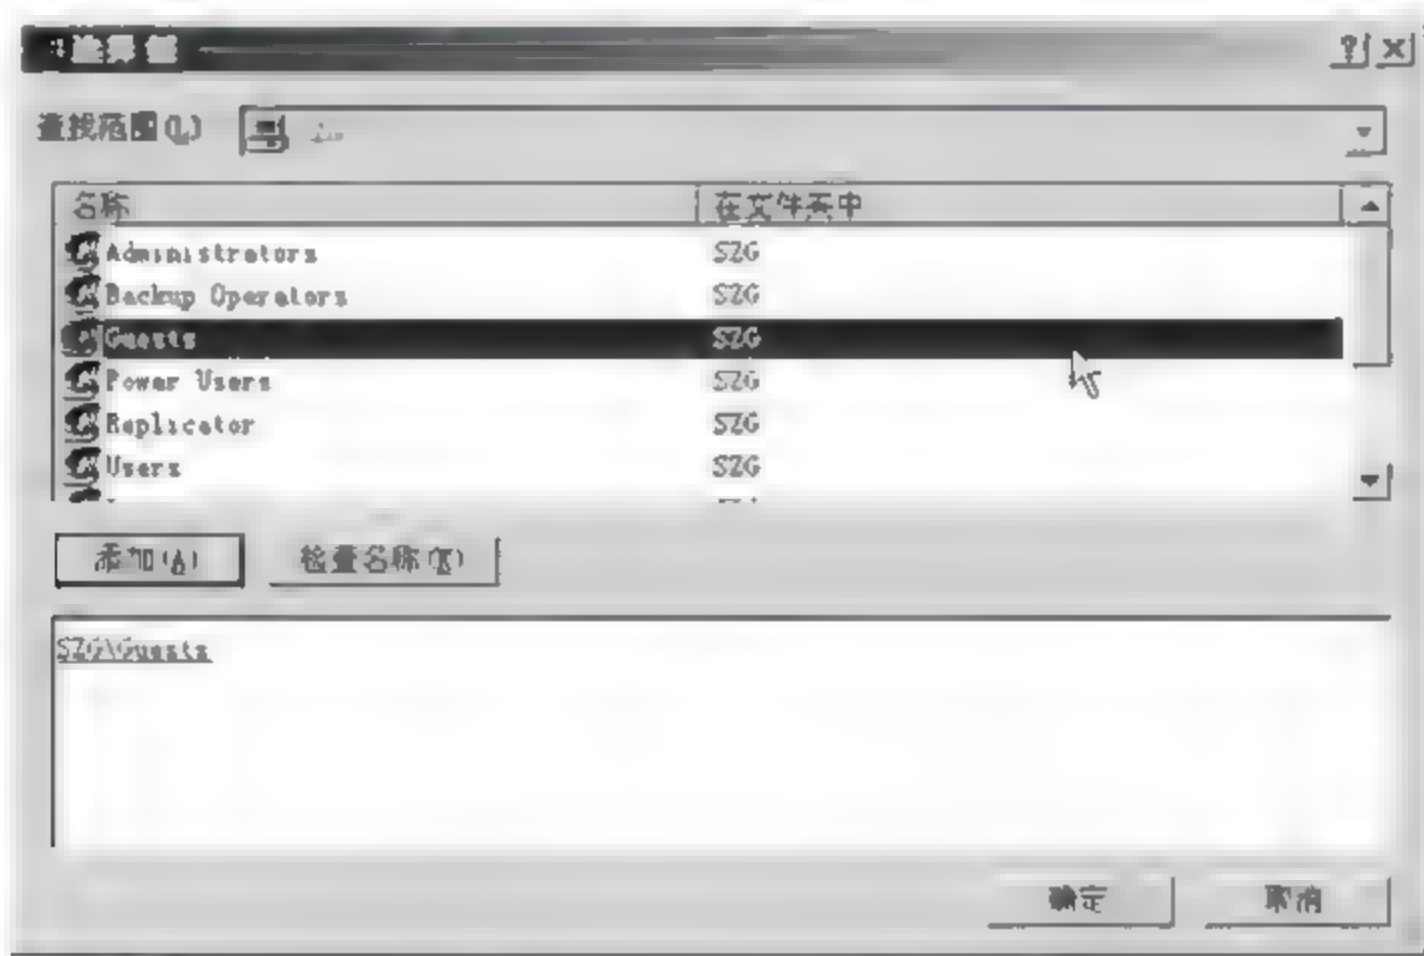 选择组
查找范围(L)
名称 在文件夹中
Administrators SZG
Backup Operators SZG
Guests SZG
Power Users SZG
Replicator SZG
Users SZG
添加(A) 检查名称(K)
SZG\Guests
确定 取消